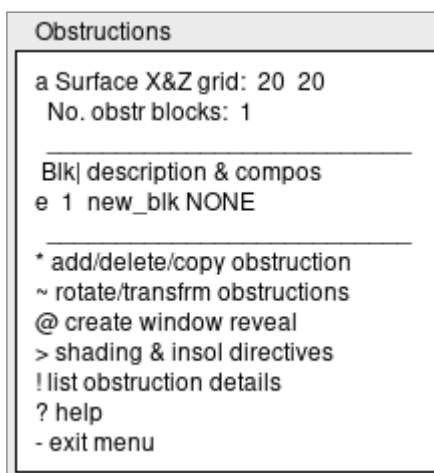 Obstructions
a Surface X&Z grid: 20 20
No. obstr blocks: 1
Blk| description & compos
e 1 new_blk NONE
* add/delete/copy obstruction
~ rotate/transfrm obstructions
@ create window reveal
> shading & insol directives
! list obstruction details
? help
- exit menu